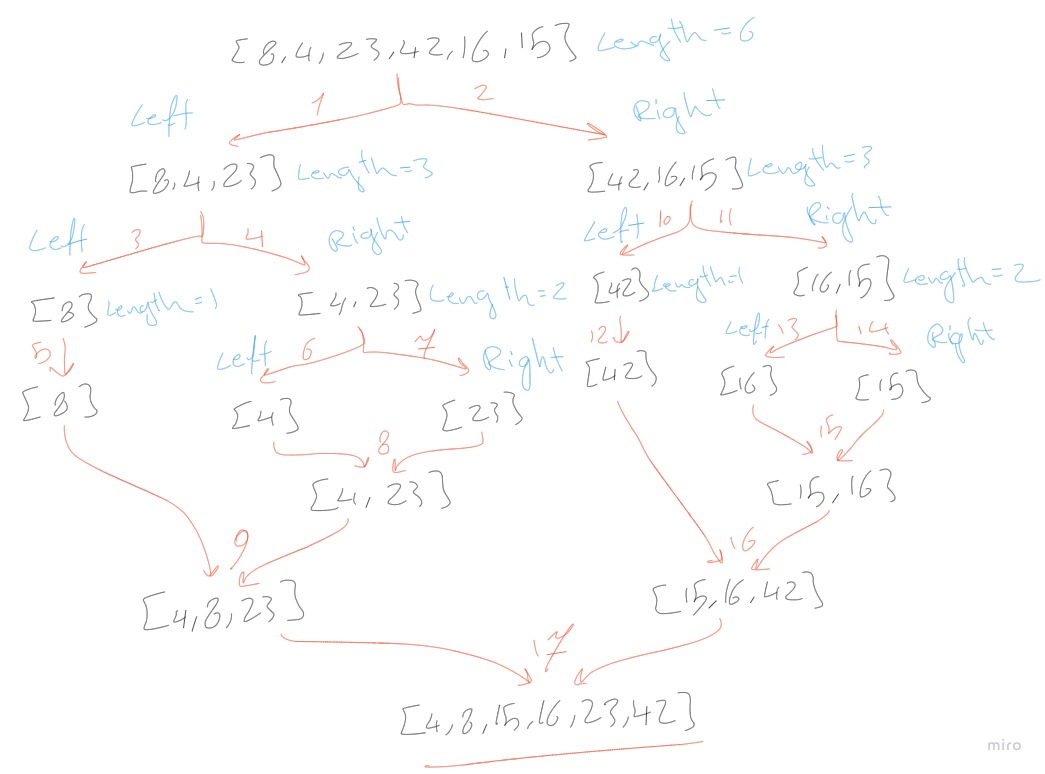 [8,4,23,42,16,15] Length=6
1 2
Left Right
[8,4,23] Length=3 [42,16,15] Length=3
Left 3 4 Right Left 10 11 Right
[8] Length=1 [4,23] Length=2 [42] Length=1 [16,15] Length=2
5 Left 6 7 Right 12 Left 13 14 Right
[8] [4] [23] [42] [16] [15]
8 15
[4,23] [15,16]
9 16
[4,8,23] [15,16,42]
17
[4,8,15,16,23,42]
miro